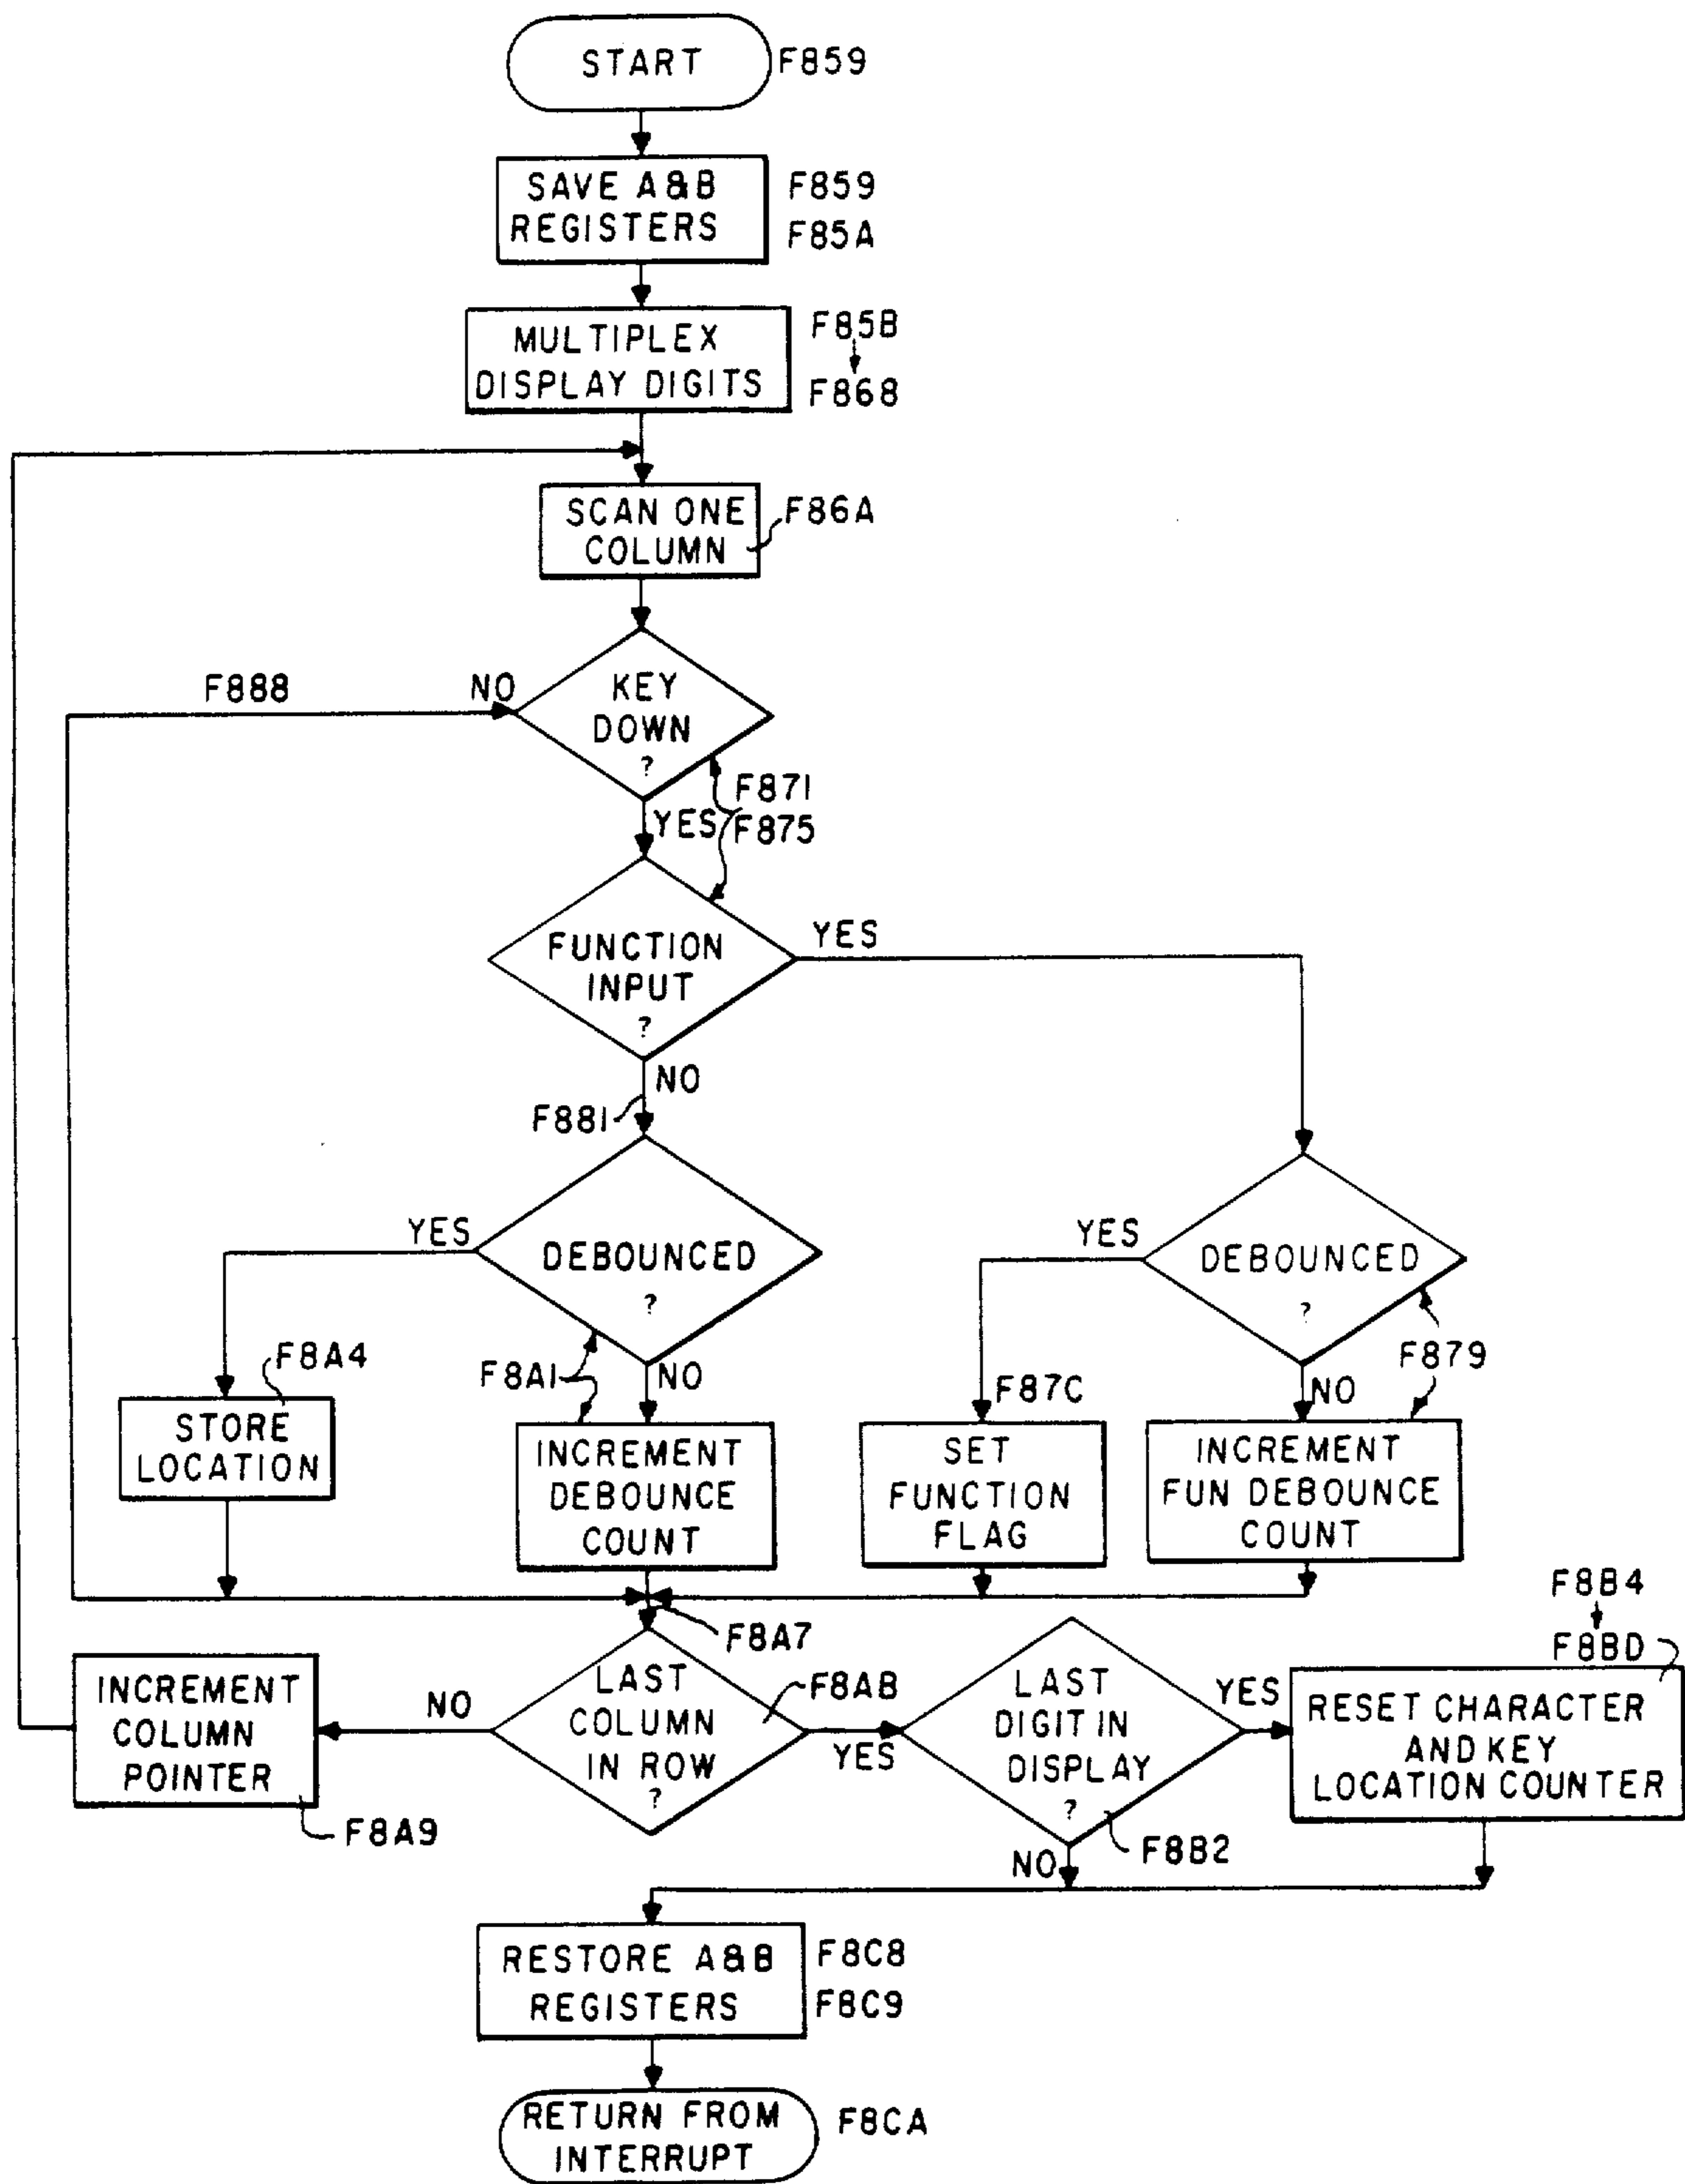 START
F859
SAVE A&B
REGISTERS
F859
F85A
MULTIPLEX
DISPLAY DIGITS
F85B
F868
SCAN ONE
COLUMN
F86A
F888
NO
KEY
DOWN
?
F871
F875
YES
FUNCTION
INPUT
?
YES
NO
F881
YES
DEBOUNCED
?
YES
DEBOUNCED
?
F8A4
F8A1
NO
F87C
NO
F879
STORE
LOCATION
INCREMENT
DEBOUNCE
COUNT
SET
FUNCTION
FLAG
INCREMENT
FUN DEBOUNCE
COUNT
F8A7
F8B4
F8BD
INCREMENT
COLUMN
POINTER
F8A9
NO
LAST
COLUMN
IN ROW
?
F8AB
YES
LAST
DIGIT IN
DISPLAY
?
YES
F8B2
NO
RESET CHARACTER
AND KEY
LOCATION COUNTER
RESTORE A&B
REGISTERS
F8C8
F8C9
RETURN FROM
INTERRUPT
F8CA